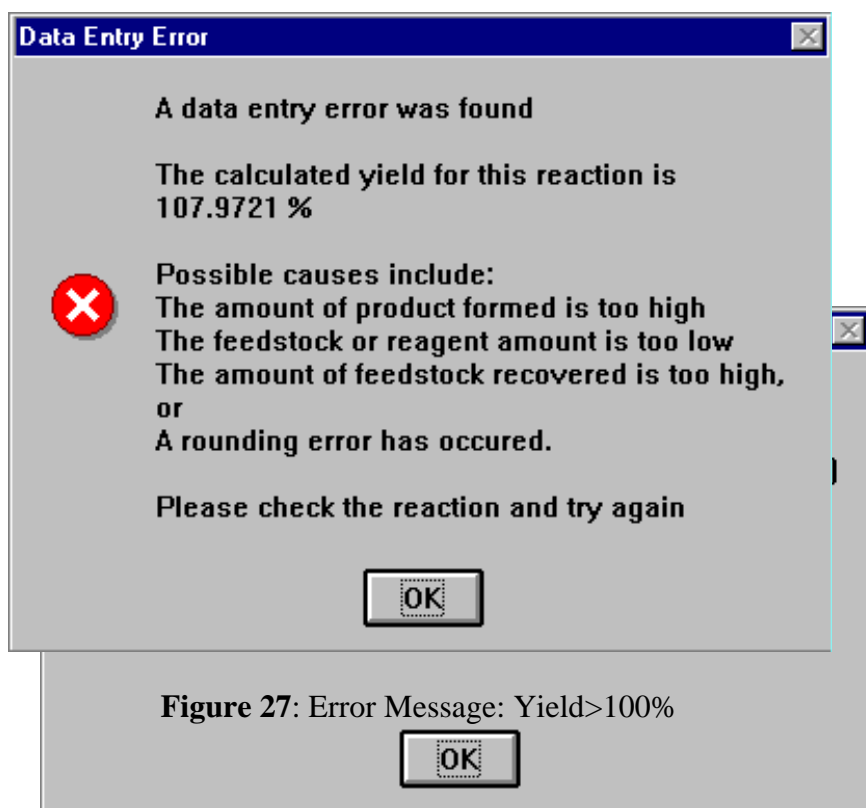 Data Entry Error
A data entry error was found
The calculated yield for this reaction is
107.9721 %
Possible causes include:
The amount of product formed is too high
The feedstock or reagent amount is too low
The amount of feedstock recovered is too high,
or
A rounding error has occured.
Please check the reaction and try again
OK
Figure 27: Error Message: Yield>100%
OK